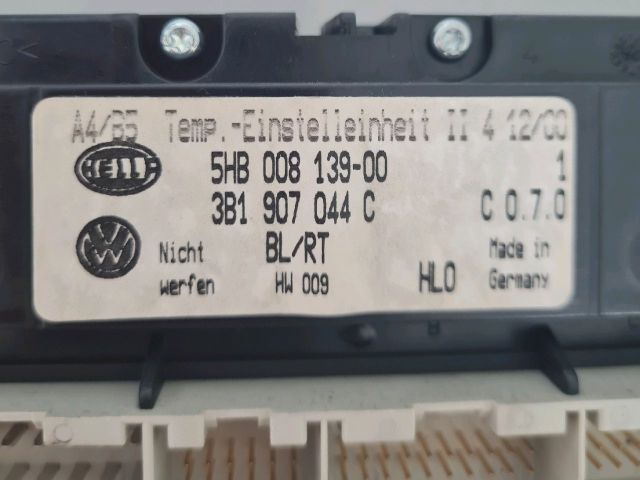 A4/B5 Temp.-Einstelleinheit II 4 12/00
HELLA 5HB 008 139-00 1
3B1 907 044 C C 0.7.0
VW Nicht BL/RT Made in
werfen HW 009 HLO Germany